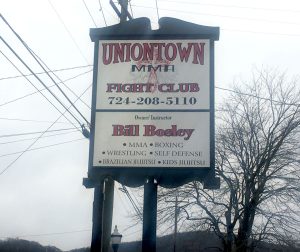 UNIONTOWN
MMA
FIGHT CLUB
724-208-5110
Owner Instructor
Bill Bosley
• MMA • BOXING
• WRESTLING • SELF DEFENSE
• BRAZILIAN JIUJITSU • KIDS JIUJITSU